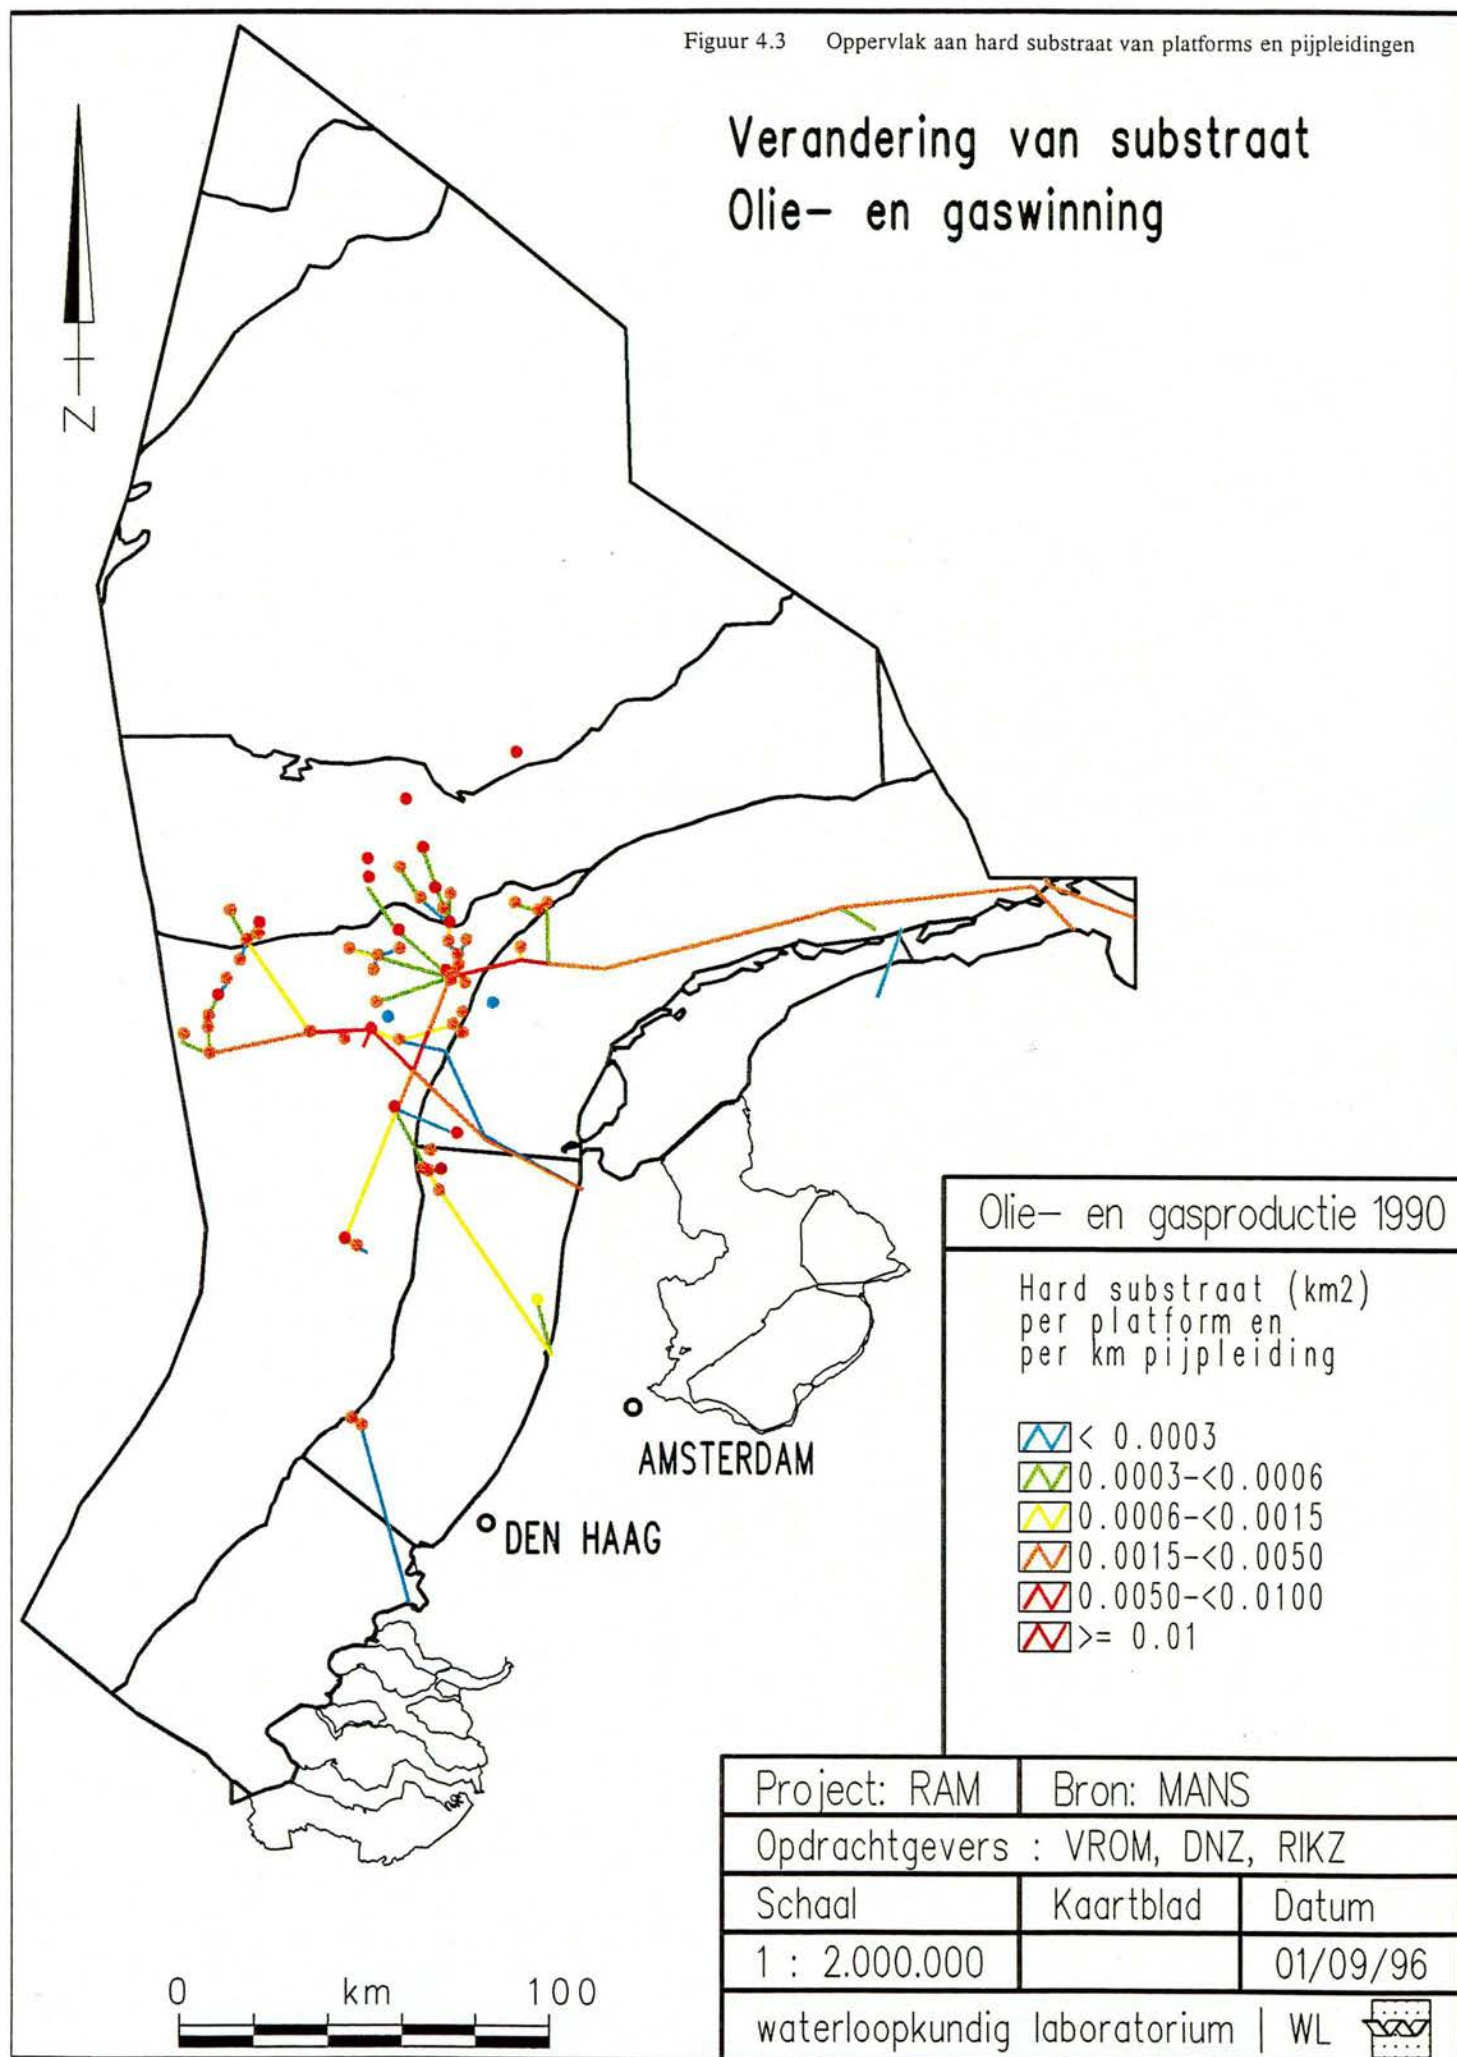 Figuur 4.3 Oppervlak aan hard substraat van platforms en pijpleidingen
Verandering van substraat
Olie- en gaswinning
N
AMSTERDAM
DEN HAAG
Olie- en gasproductie 1990
Hard substraat (km2)
per platform en
per km pijpleiding
< 0.0003
0.0003-<0.0006
0.0006-<0.0015
0.0015-<0.0050
0.0050-<0.0100
>= 0.01
Project: RAM Bron: MANS
Opdrachtgevers : VROM, DNZ, RIKZ
Schaal Kaartblad Datum
1 : 2.000.000 01/09/96
waterloopkundig laboratorium | WL
0 km 100